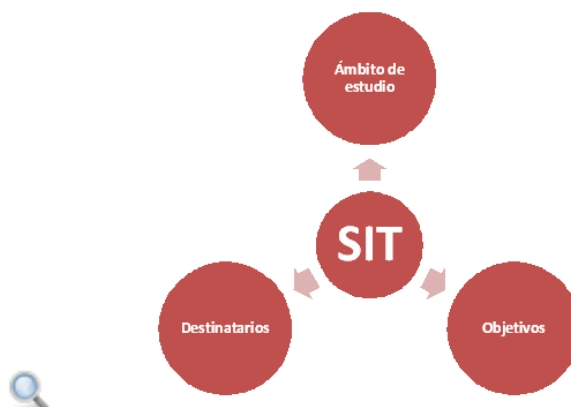 Ámbito de
estudio
SIT
Destinatarios
Objetivos